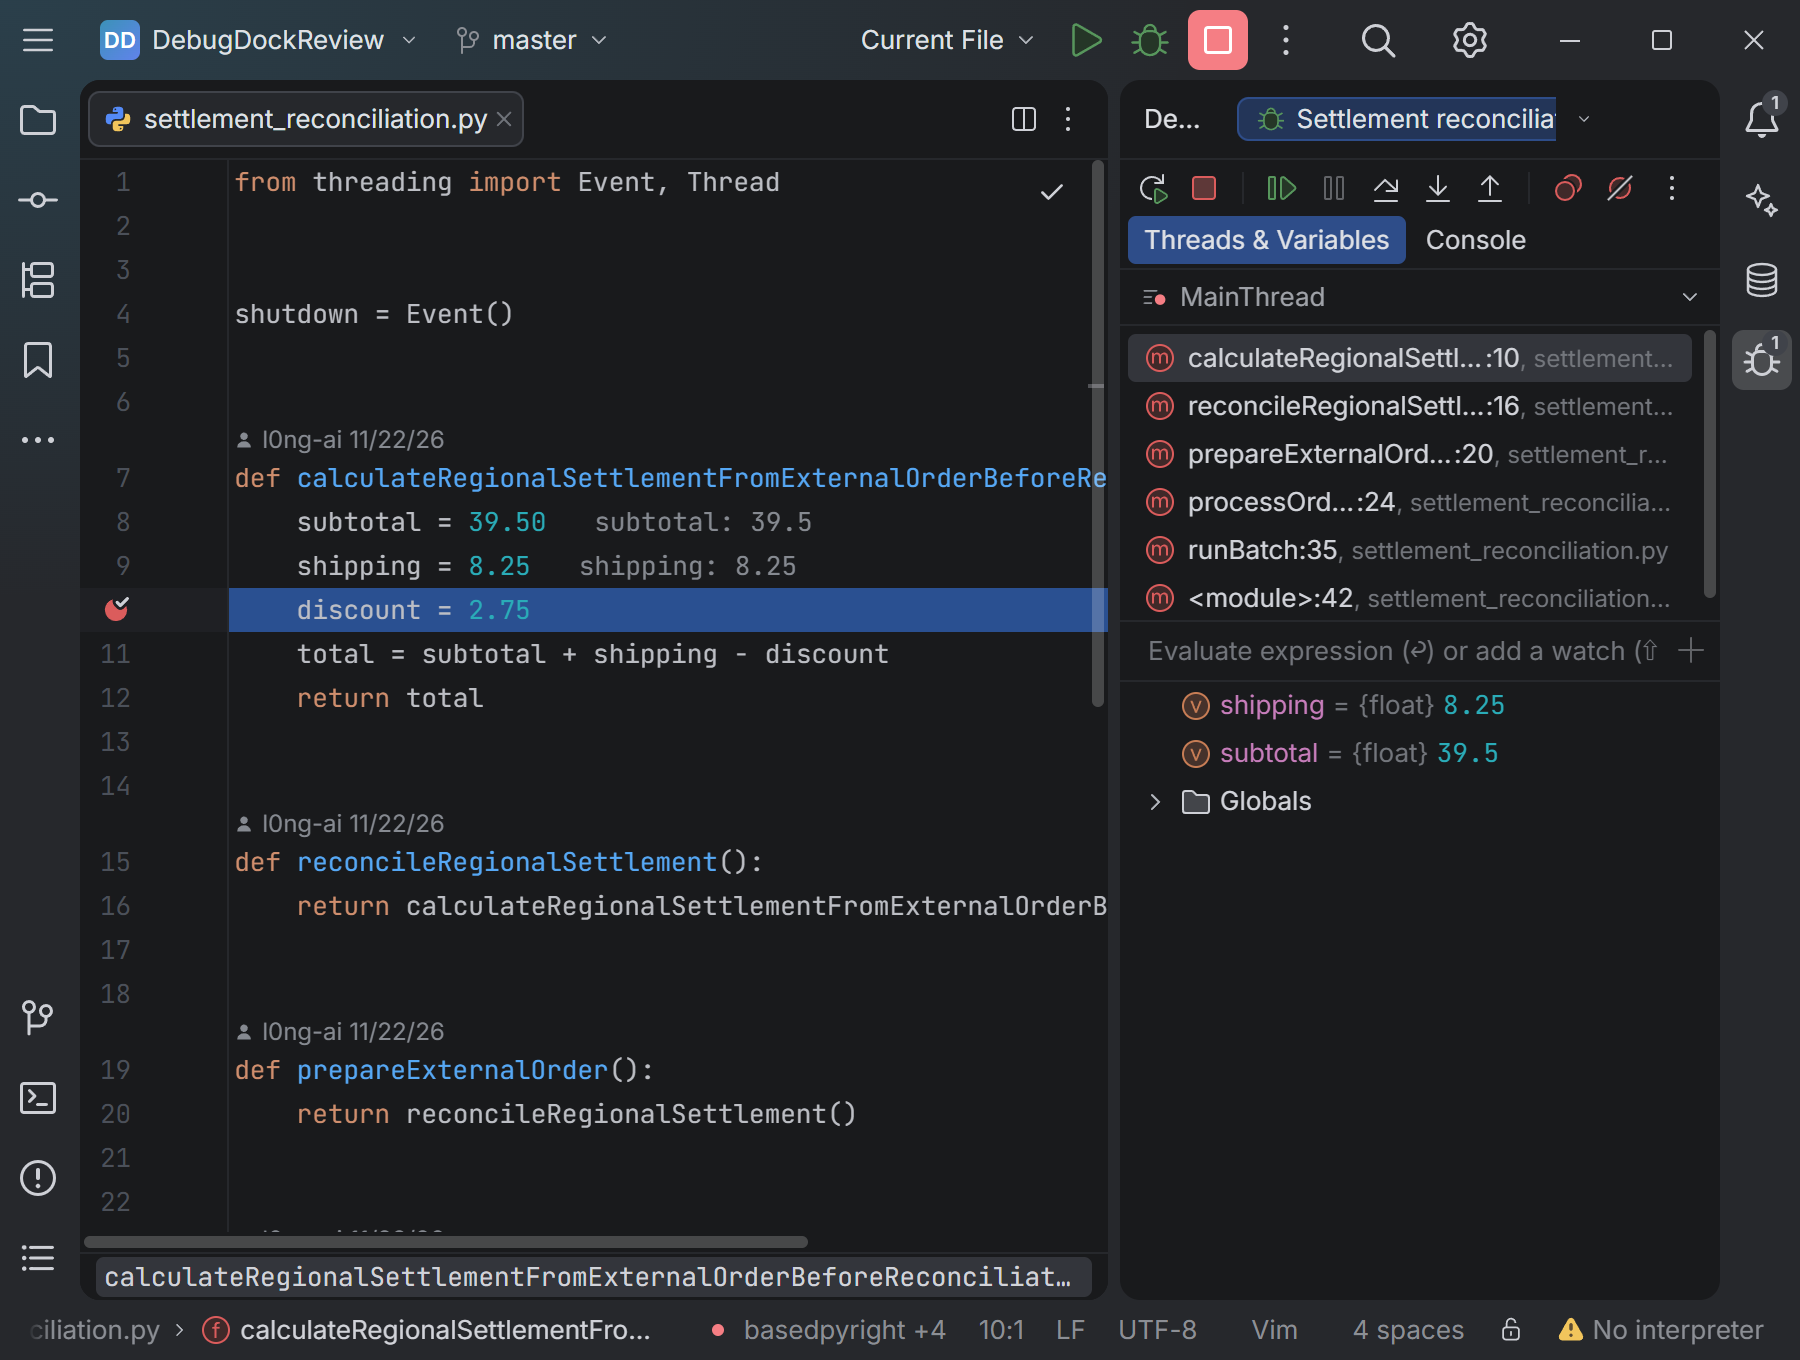 DD DebugDockReview master Current File
settlement_reconciliation.py
1 from threading import Event, Thread
2
3
4 shutdown = Event()
5
6
l0ng-ai 11/22/26
7 def calculateRegionalSettlementFromExternalOrderBeforeRe
8 subtotal = 39.50 subtotal: 39.5
9 shipping = 8.25 shipping: 8.25
discount = 2.75
11 total = subtotal + shipping - discount
12 return total
13
14
l0ng-ai 11/22/26
15 def reconcileRegionalSettlement():
16 return calculateRegionalSettlementFromExternalOrderB
17
18
l0ng-ai 11/22/26
19 def prepareExternalOrder():
20 return reconcileRegionalSettlement()
21
22
calculateRegionalSettlementFromExternalOrderBeforeReconciliat...
De... Settlement reconcilia
Threads & Variables Console
MainThread
m calculateRegionalSettl...:10, settlement...
m reconcileRegionalSettl...:16, settlement...
m prepareExternalOrd...:20, settlement_r...
m processOrd...:24, settlement_reconcilia...
m runBatch:35, settlement_reconciliation.py
m <module>:42, settlement_reconciliation...
Evaluate expression (⏎) or add a watch (⇧
v shipping = {float} 8.25
v subtotal = {float} 39.5
Globals
1
1
ciliation.py f calculateRegionalSettlementFro... basedpyright +4 10:1 LF UTF-8 Vim 4 spaces No interpreter